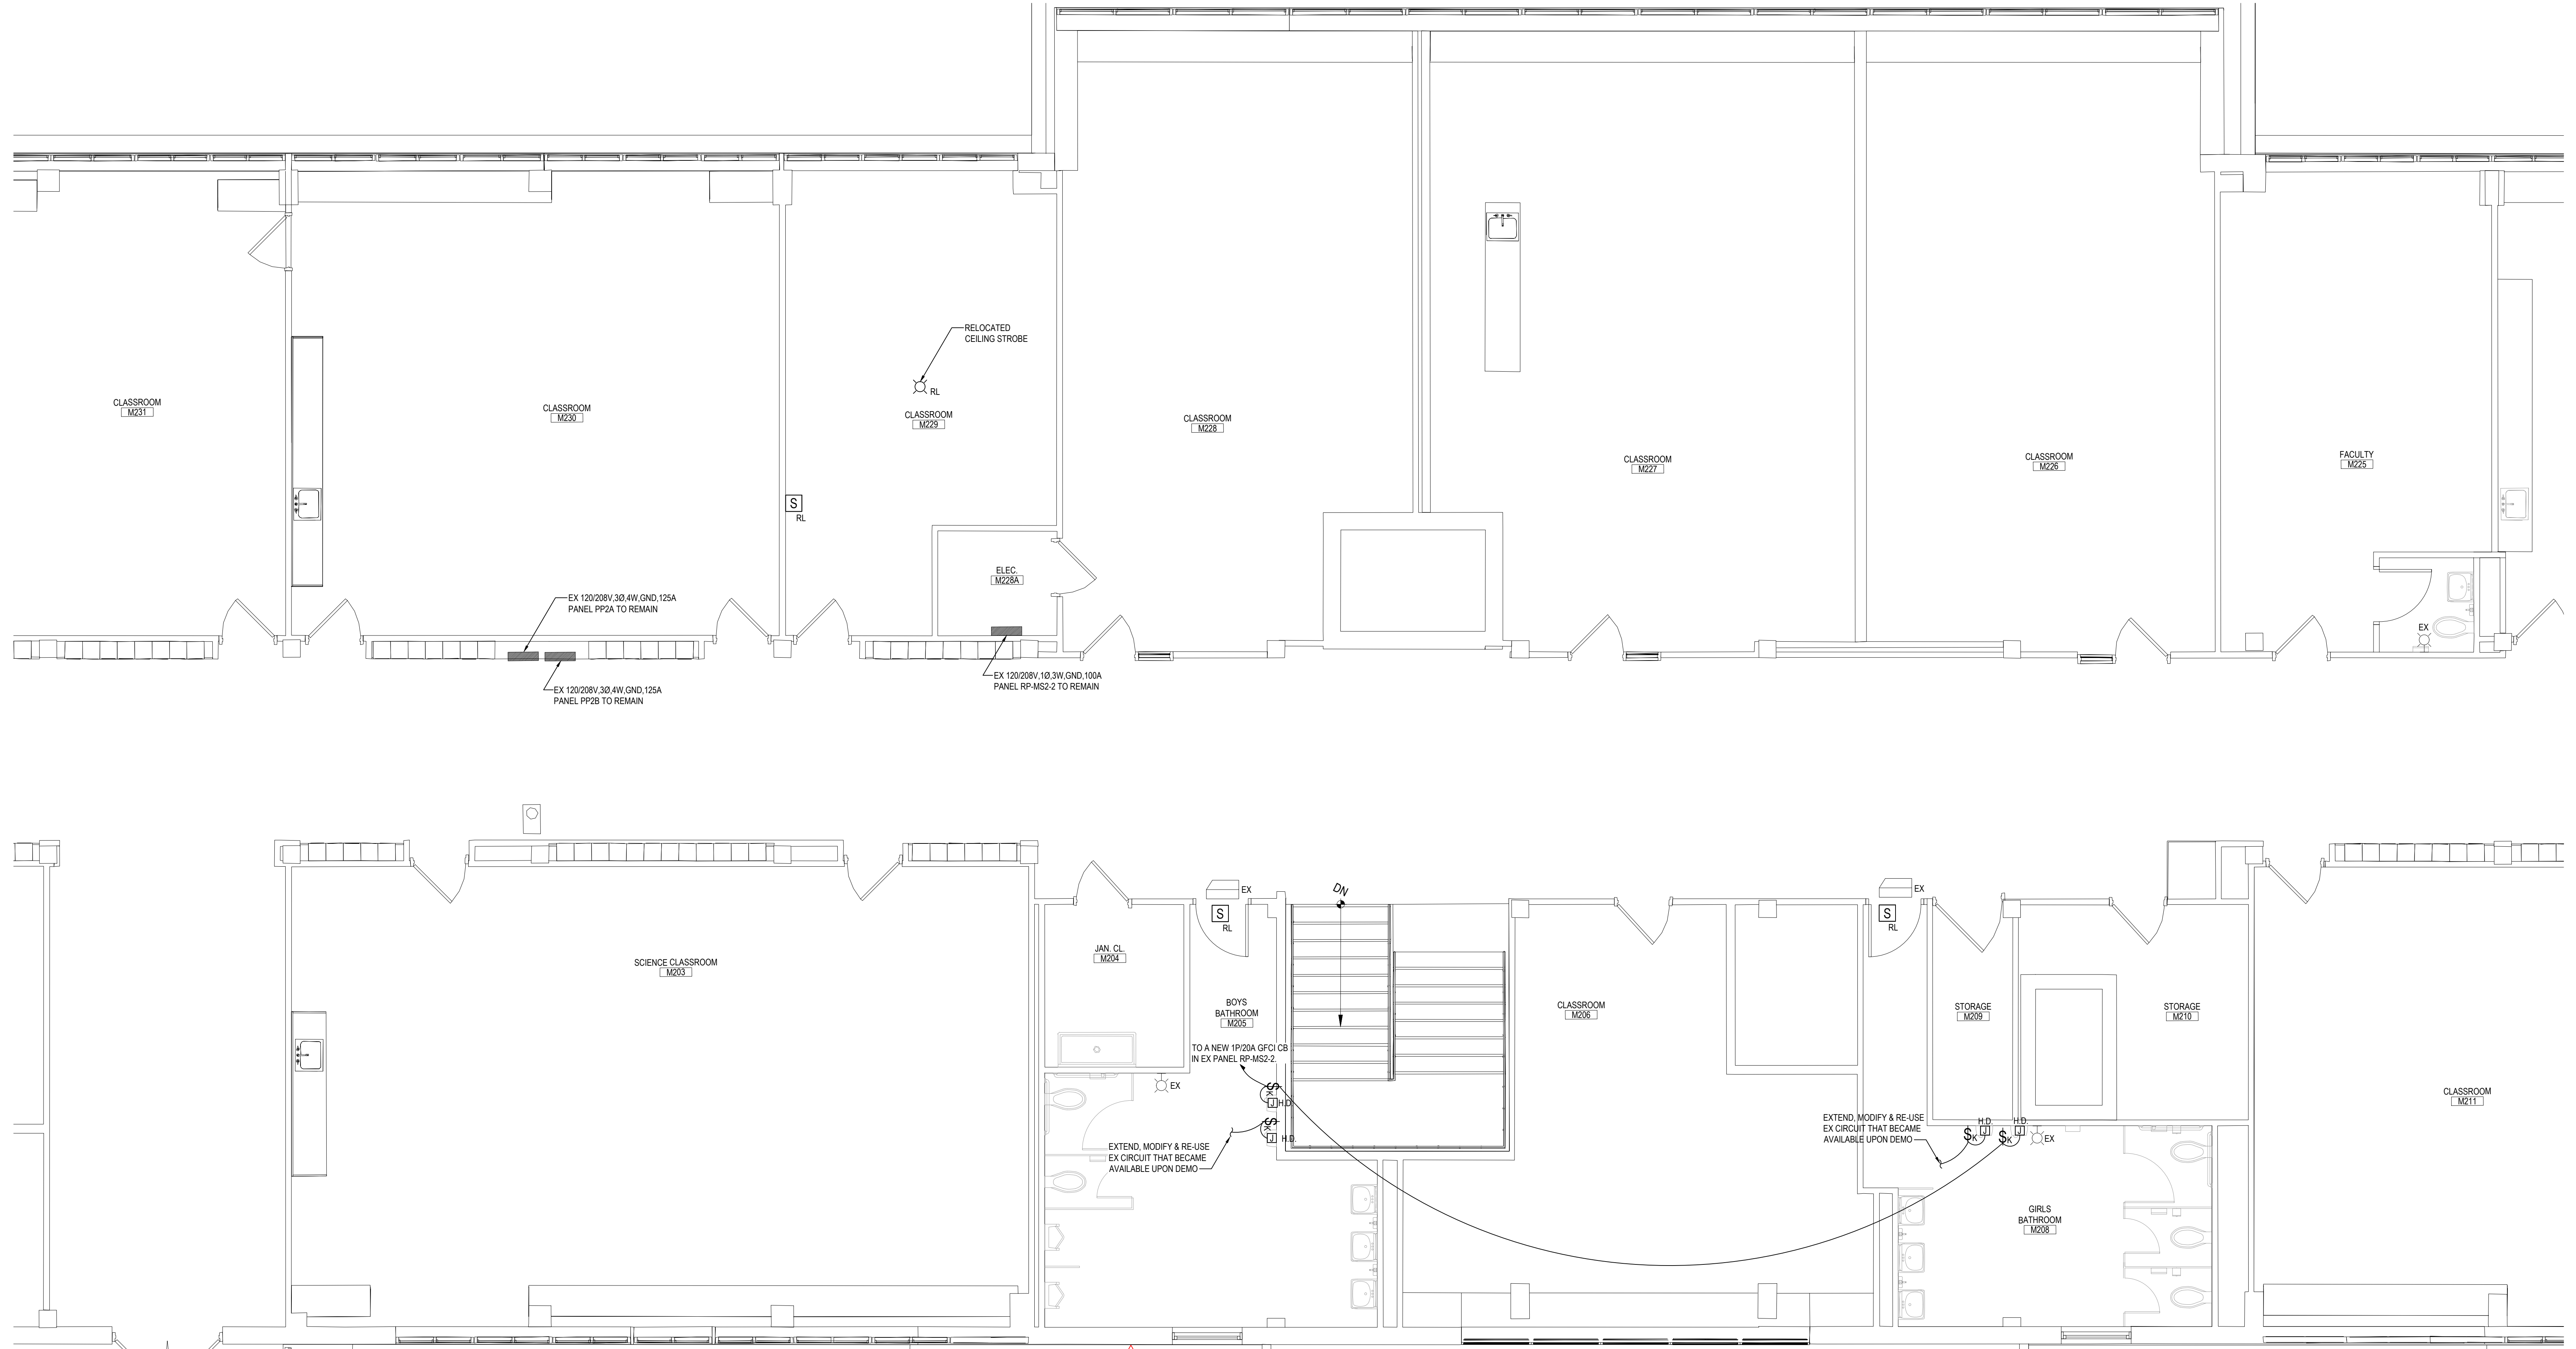 RELOCATED
CEILING STROBE
RL
CLASSROOM
M231
CLASSROOM
M230
CLASSROOM
M229
CLASSROOM
M228
CLASSROOM
M227
CLASSROOM
M226
FACULTY
M225
S
RL
ELEC.
M228A
EX 120/208V,3Ø,4W,GND,125A
PANEL PP2A TO REMAIN
EX
EX 120/208V,1Ø,3W,GND,100A
PANEL RP-MS2-2 TO REMAIN
EX 120/208V,3Ø,4W,GND,125A
PANEL PP2B TO REMAIN
EX
S
RL
DN
EX
S
RL
JAN. CL.
M204
SCIENCE CLASSROOM
M203
BOYS
BATHROOM
M205
CLASSROOM
M206
STORAGE
M209
STORAGE
M210
TO A NEW 1P/20A GFCI CB
IN EX PANEL RP-MS2-2.
EX
$K
J H.D.
$K
J H.D.
EXTEND, MODIFY & RE-USE
EX CIRCUIT THAT BECAME
AVAILABLE UPON DEMO
EXTEND, MODIFY & RE-USE
EX CIRCUIT THAT BECAME
AVAILABLE UPON DEMO
H.D.
J
$K
H.D.
J
$K
EX
CLASSROOM
M211
GIRLS
BATHROOM
M208